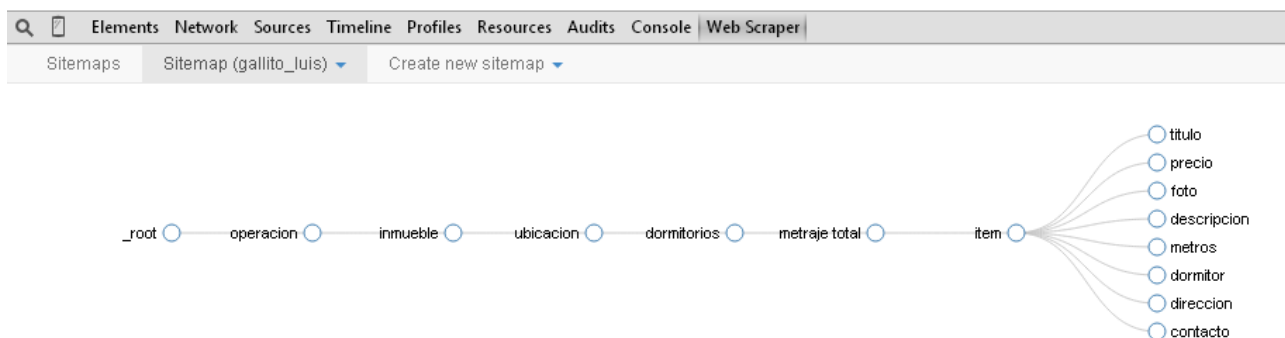 Elements Network Sources Timeline Profiles Resources Audits Console Web Scraper
Sitemaps Sitemap (gallito_luis) Create new sitemap
titulo
precio
foto
descripcion
_root operacion inmueble ubicacion dormitorios metraje total item
metros
dormitor
direccion
contacto